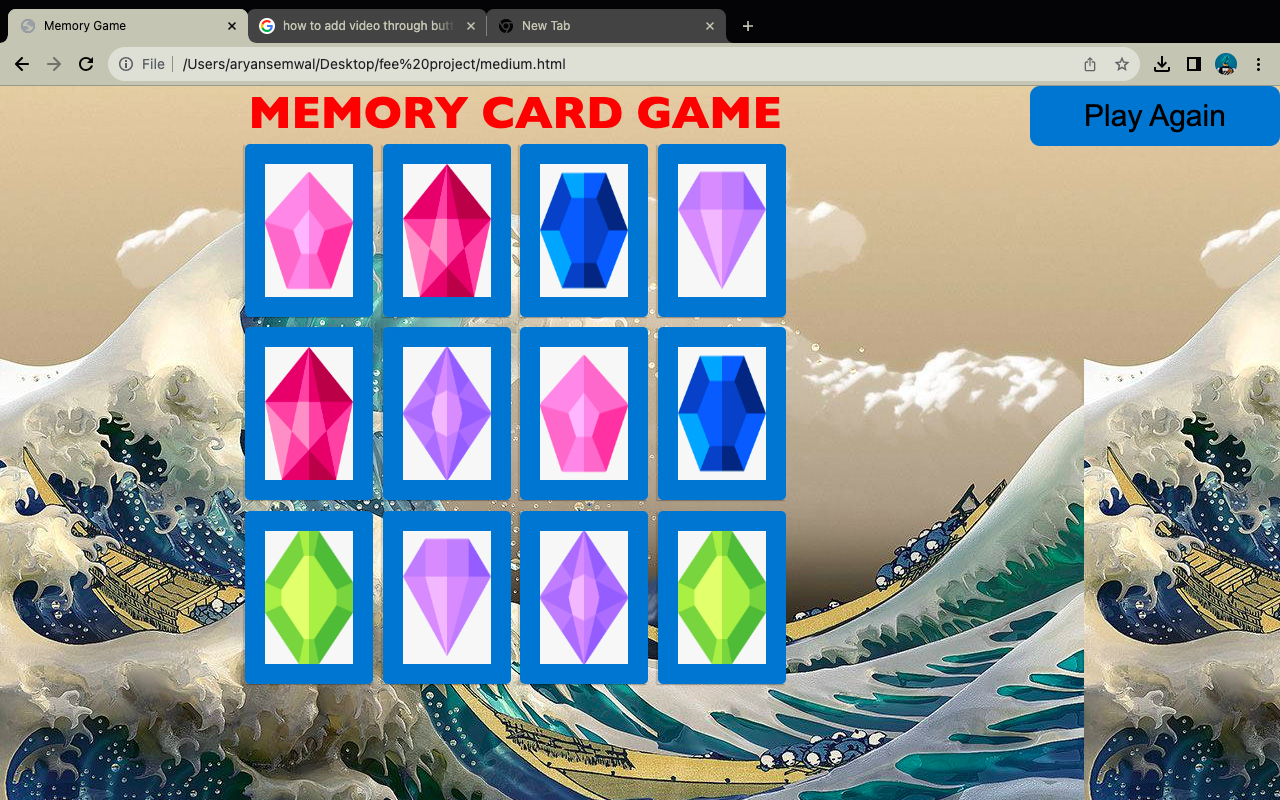 Memory Game
how to add video through butt
New Tab
File
/Users/aryansemwal/Desktop/fee%20project/medium.html
MEMORY CARD GAME
Play Again